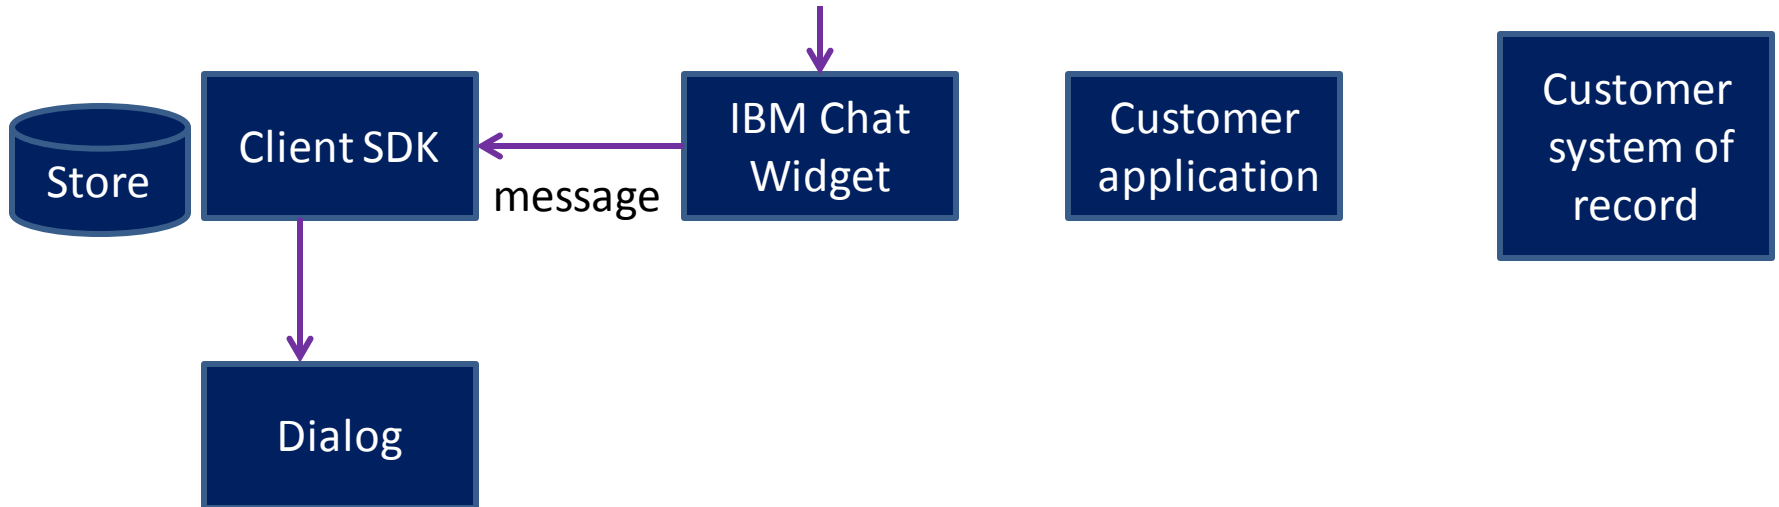 Store
Client SDK
message
IBM Chat
Widget
Customer
application
Customer
system of
record
Dialog